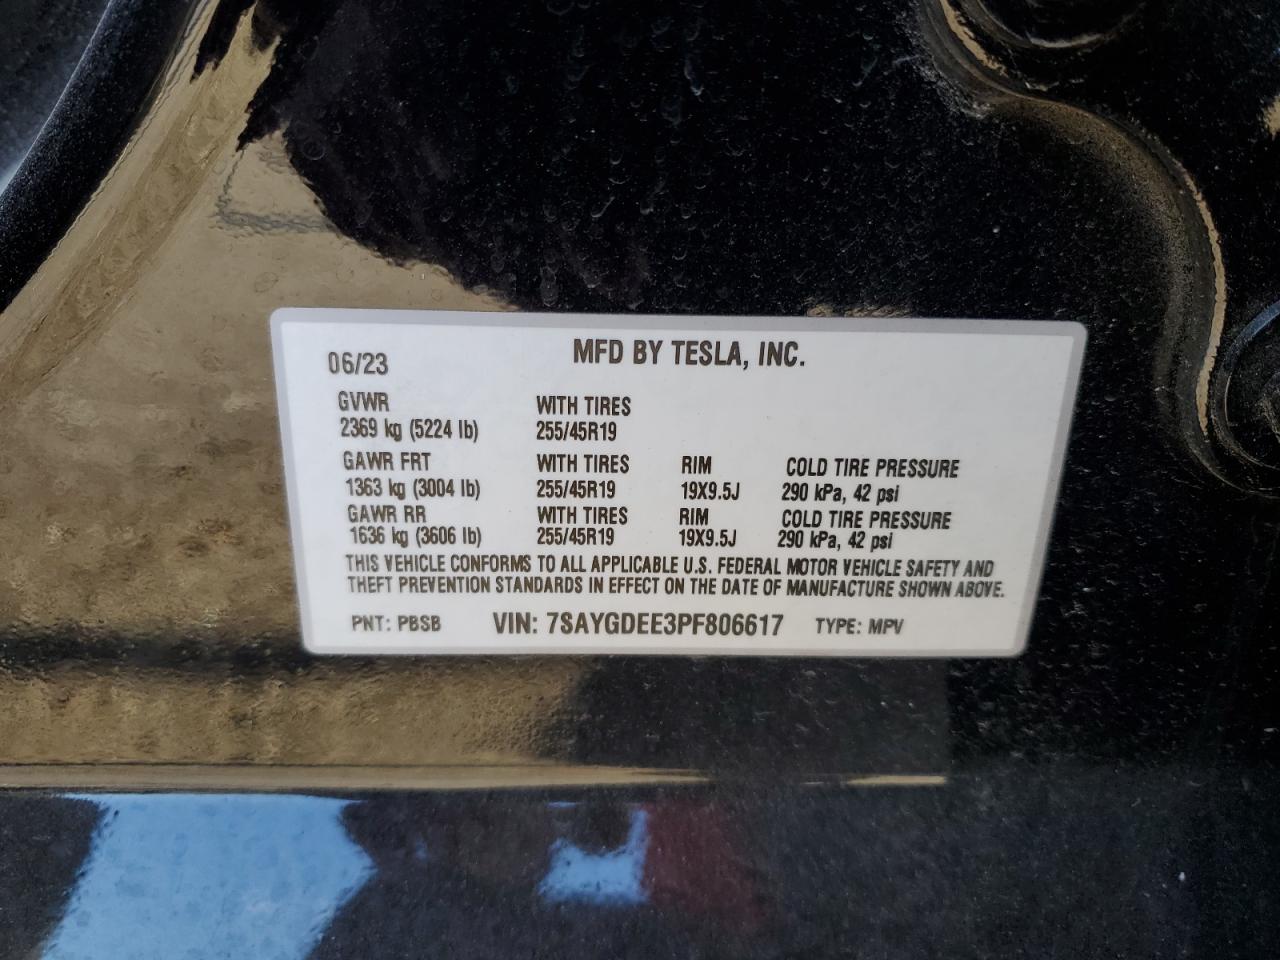 06/23 MFD BY TESLA, INC.
GVWR WITH TIRES
2369 kg (5224 lb) 255/45R19
GAWR FRT WITH TIRES RIM COLD TIRE PRESSURE
1363 kg (3004 lb) 255/45R19 19X9.5J 290 kPa, 42 psi
GAWR RR WITH TIRES RIM COLD TIRE PRESSURE
1636 kg (3606 lb) 255/45R19 19X9.5J 290 kPa, 42 psi
THIS VEHICLE CONFORMS TO ALL APPLICABLE U.S. FEDERAL MOTOR VEHICLE SAFETY AND
THEFT PREVENTION STANDARDS IN EFFECT ON THE DATE OF MANUFACTURE SHOWN ABOVE.
PNT: PBSB VIN: 7SAYGDEE3PF806617 TYPE: MPV